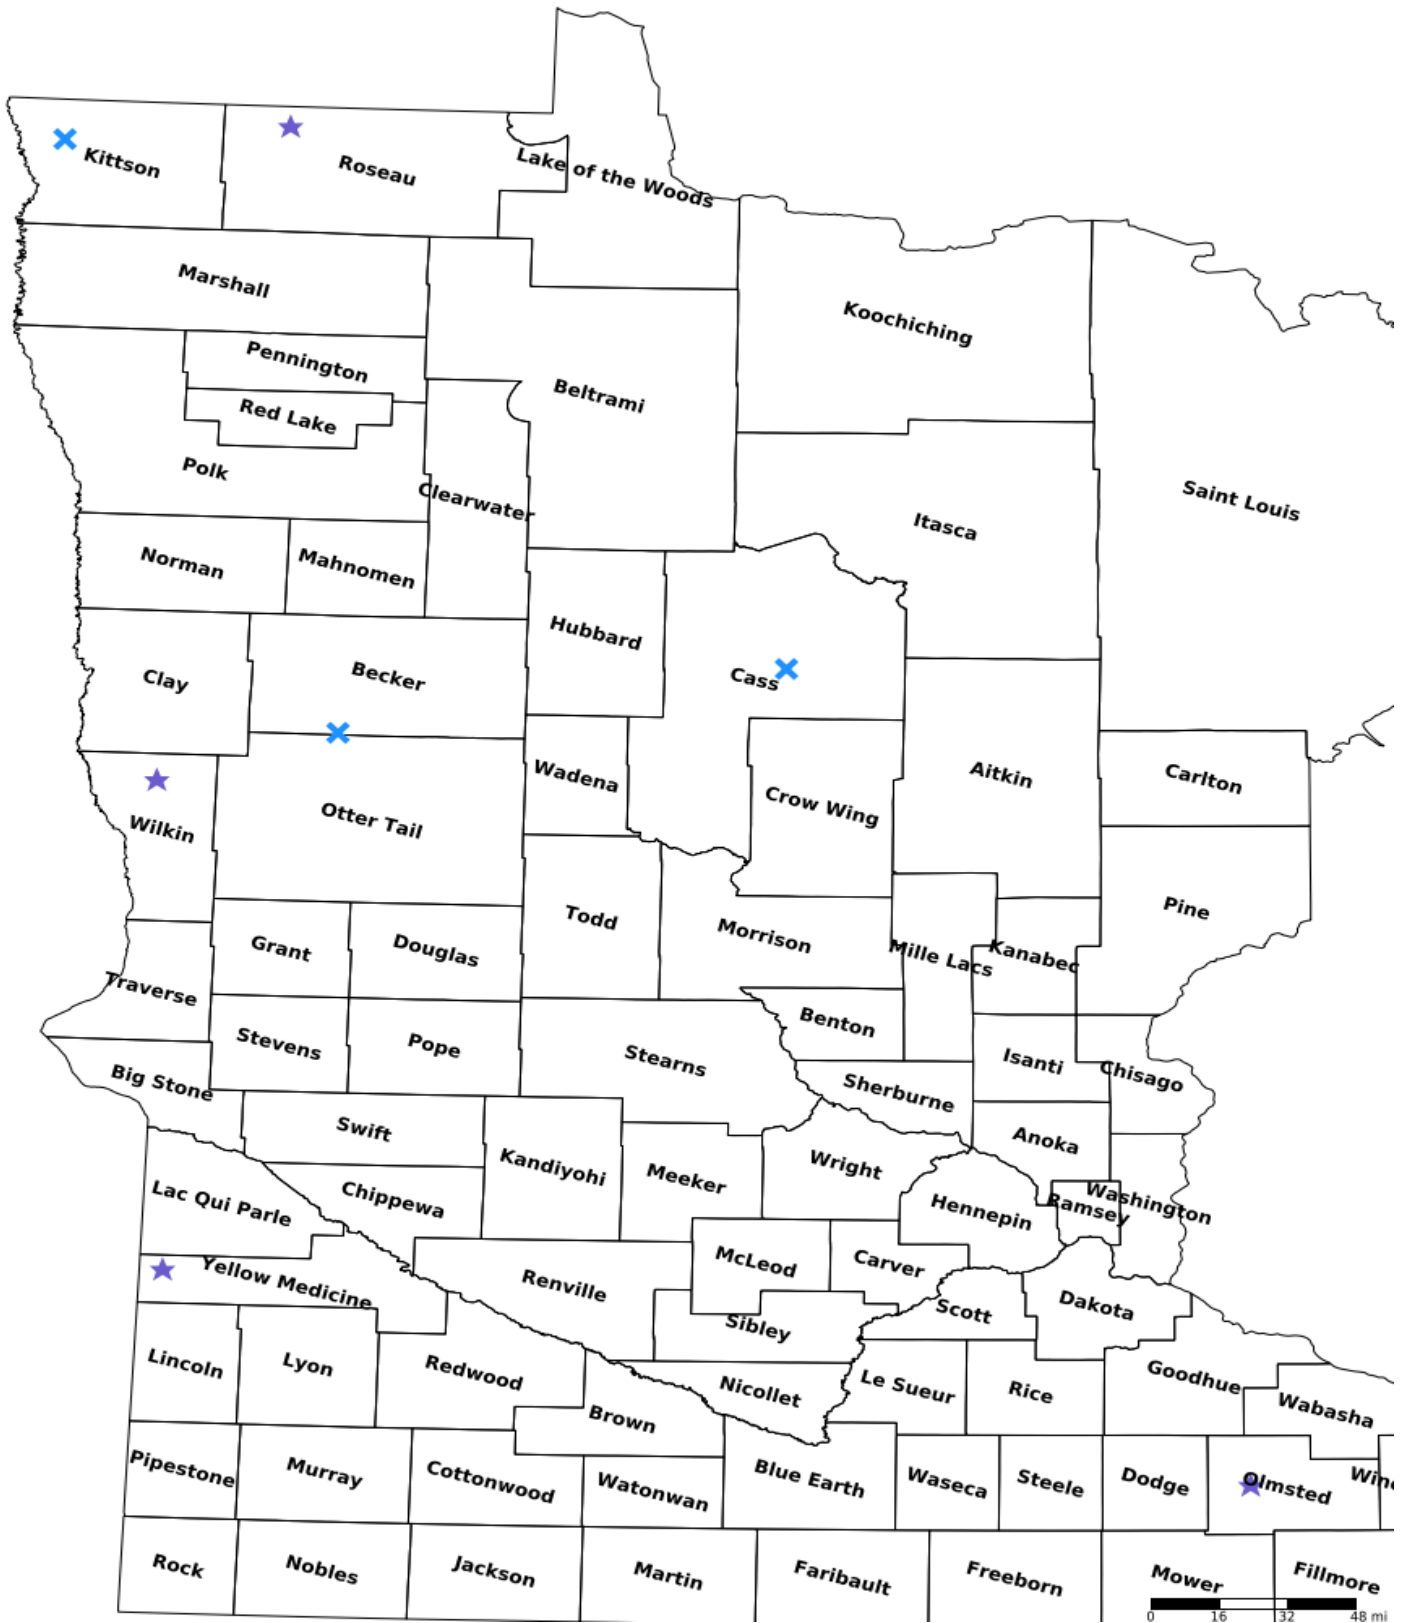 Kittson
Roseau
Lake of the Woods
Marshall
Koochiching
Pennington
Beltrami
Red Lake
Polk
Clearwater
Saint Louis
Itasca
Norman
Mahnomen
Hubbard
Clay
Becker
Cass
Wadena
Aitkin
Carlton
Crow Wing
Otter Tail
Wilkin
Todd
Pine
Morrison
Grant
Douglas
Mille Lacs
Kanabec
Traverse
Benton
Stevens
Pope
Stearns
Isanti
Chisago
Big Stone
Sherburne
Swift
Anoka
Kandiyohi
Meeker
Wright
Lac Qui Parle
Chippewa
Washington
Ramsey
Hennepin
McLeod
Carver
Yellow Medicine
Renville
Scott
Dakota
Sibley
Lincoln
Lyon
Redwood
Nicollet
Le Sueur
Rice
Goodhue
Wabasha
Brown
Pipestone
Murray
Cottonwood
Watonwan
Blue Earth
Waseca
Steele
Dodge
Olmsted
Wino
Rock
Nobles
Jackson
Martin
Faribault
Freeborn
Mower
Fillmore
0 16 32 48 mi